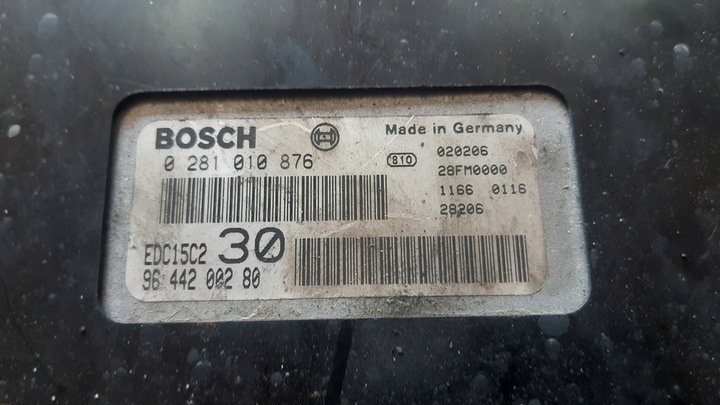 BOSCH
Made in Germany
0 281 010 876
810
020206
28FM0000
1166 0116
28206
EDC15C2 30
96 442 002 80